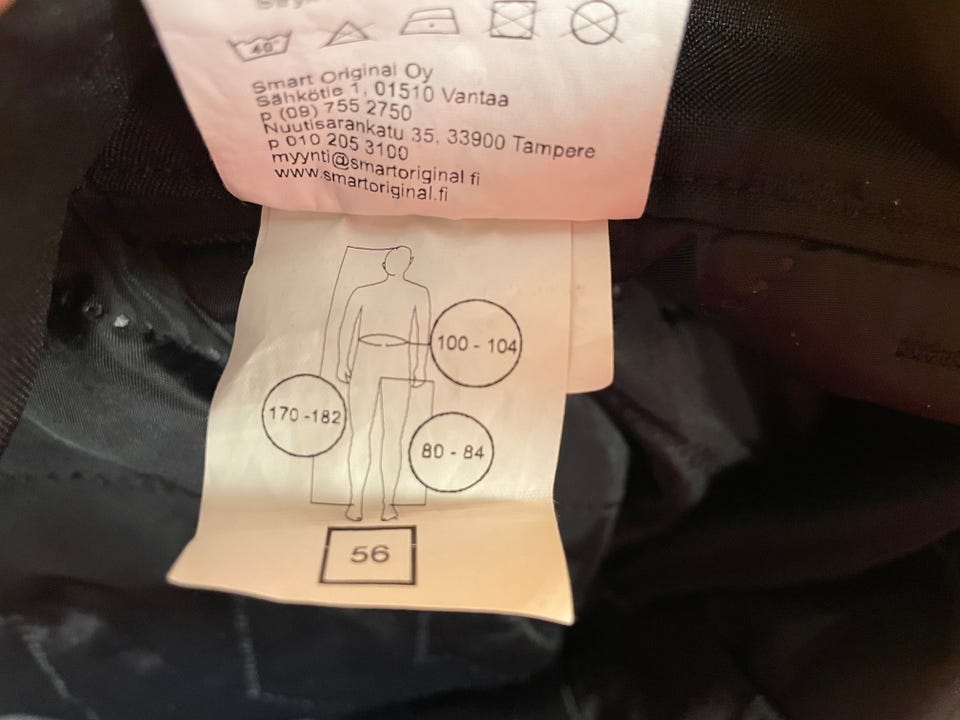 40°
Smart Original Oy
Sähkötie 1, 01510 Vantaa
p (09) 755 2750
Nuutisarankatu 35, 33900 Tampere
p 010 205 3100
myynti@smartoriginal.fi
www.smartoriginal.fi
100 - 104
170 -182
80 - 84
56